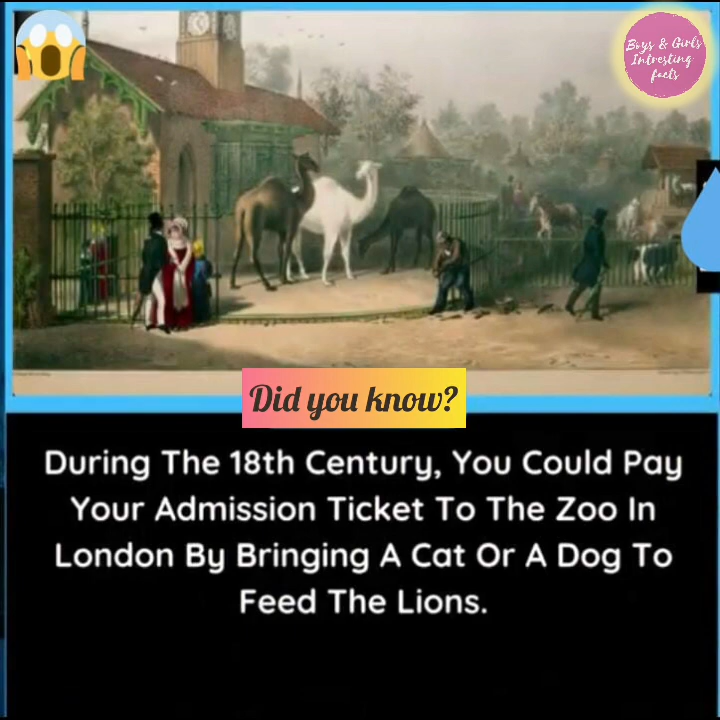 Boys & Girls
Intresting
facts
Did you know?
During The 18th Century, You Could Pay
Your Admission Ticket To The Zoo In
London By Bringing A Cat Or A Dog To
Feed The Lions.